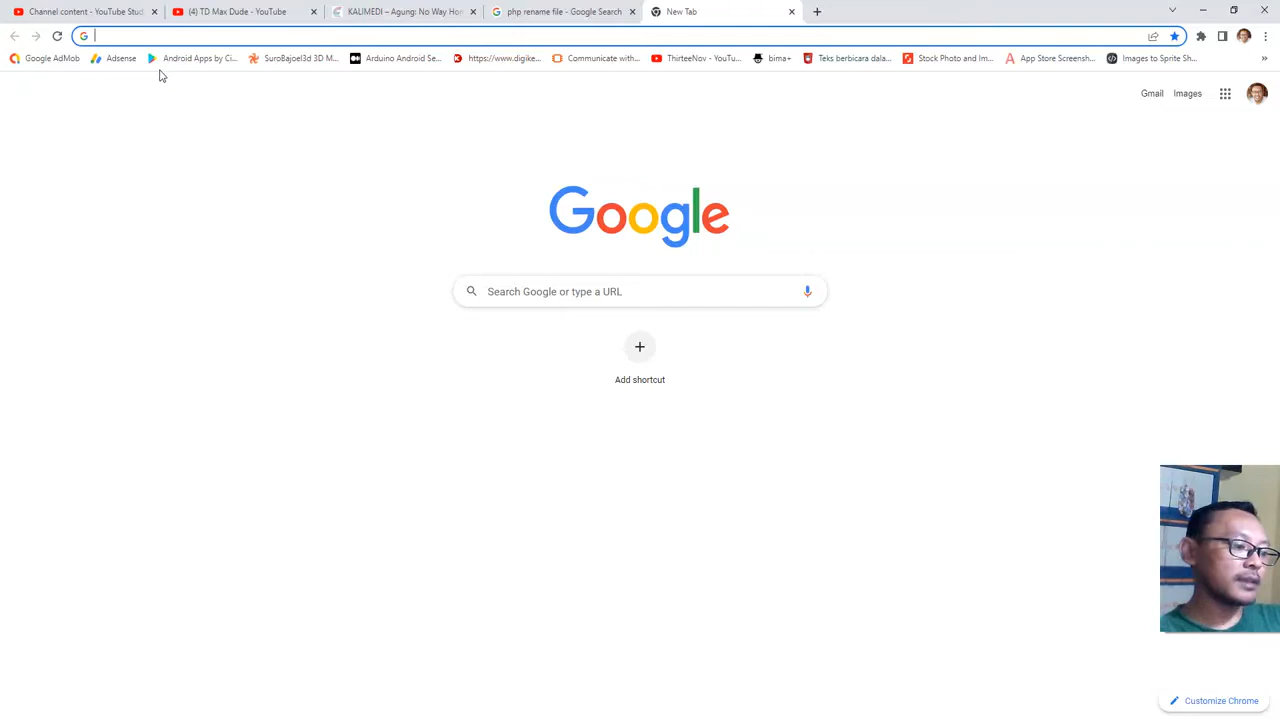 Channel content - YouTube Stud
(4) TD Max Dude - YouTube
KALIMEDI – Agung: No Way Hom
php rename file - Google Search
New Tab
Google AdMob
Adsense
Android Apps by Ci...
SuroBajoel3d 3D M...
Arduino Android Se...
https://www.digike...
Communicate with...
ThirteeNov - YouTu...
bima+
Teks berbicara dala...
Stock Photo and Im...
App Store Screensh...
Images to Sprite Sh...
Gmail
Images
Google
Search Google or type a URL
Add shortcut
Customize Chrome